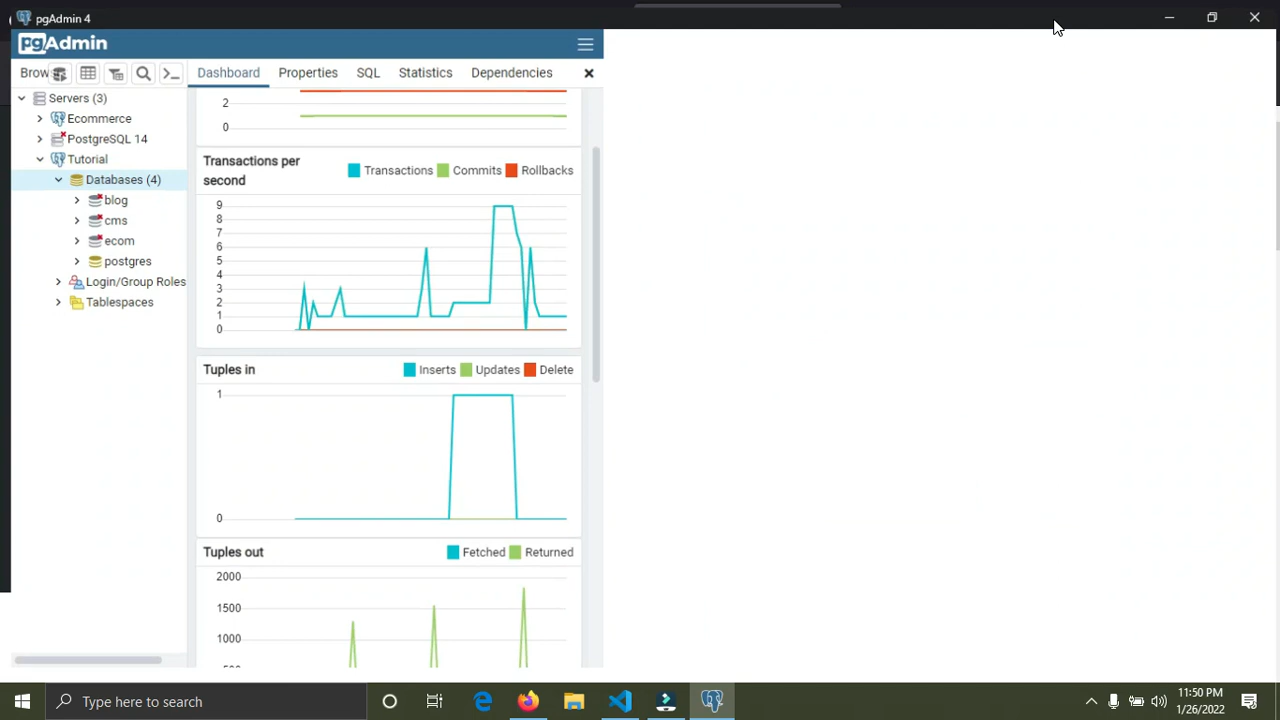 pgAdmin 4
pgAdmin
Brow
Dashboard
Properties
SQL
Statistics
Dependencies
Servers (3)
Ecommerce
PostgreSQL 14
Tutorial
Databases (4)
blog
cms
ecom
postgres
Login/Group Roles
Tablespaces
2
0
Transactions per
second
Transactions
Commits
Rollbacks
9
8
7
6
5
4
3
2
1
0
Tuples in
Inserts
Updates
Delete
1
0
Tuples out
Fetched
Returned
2000
1500
1000
Type here to search
11:50 PM
1/26/2022